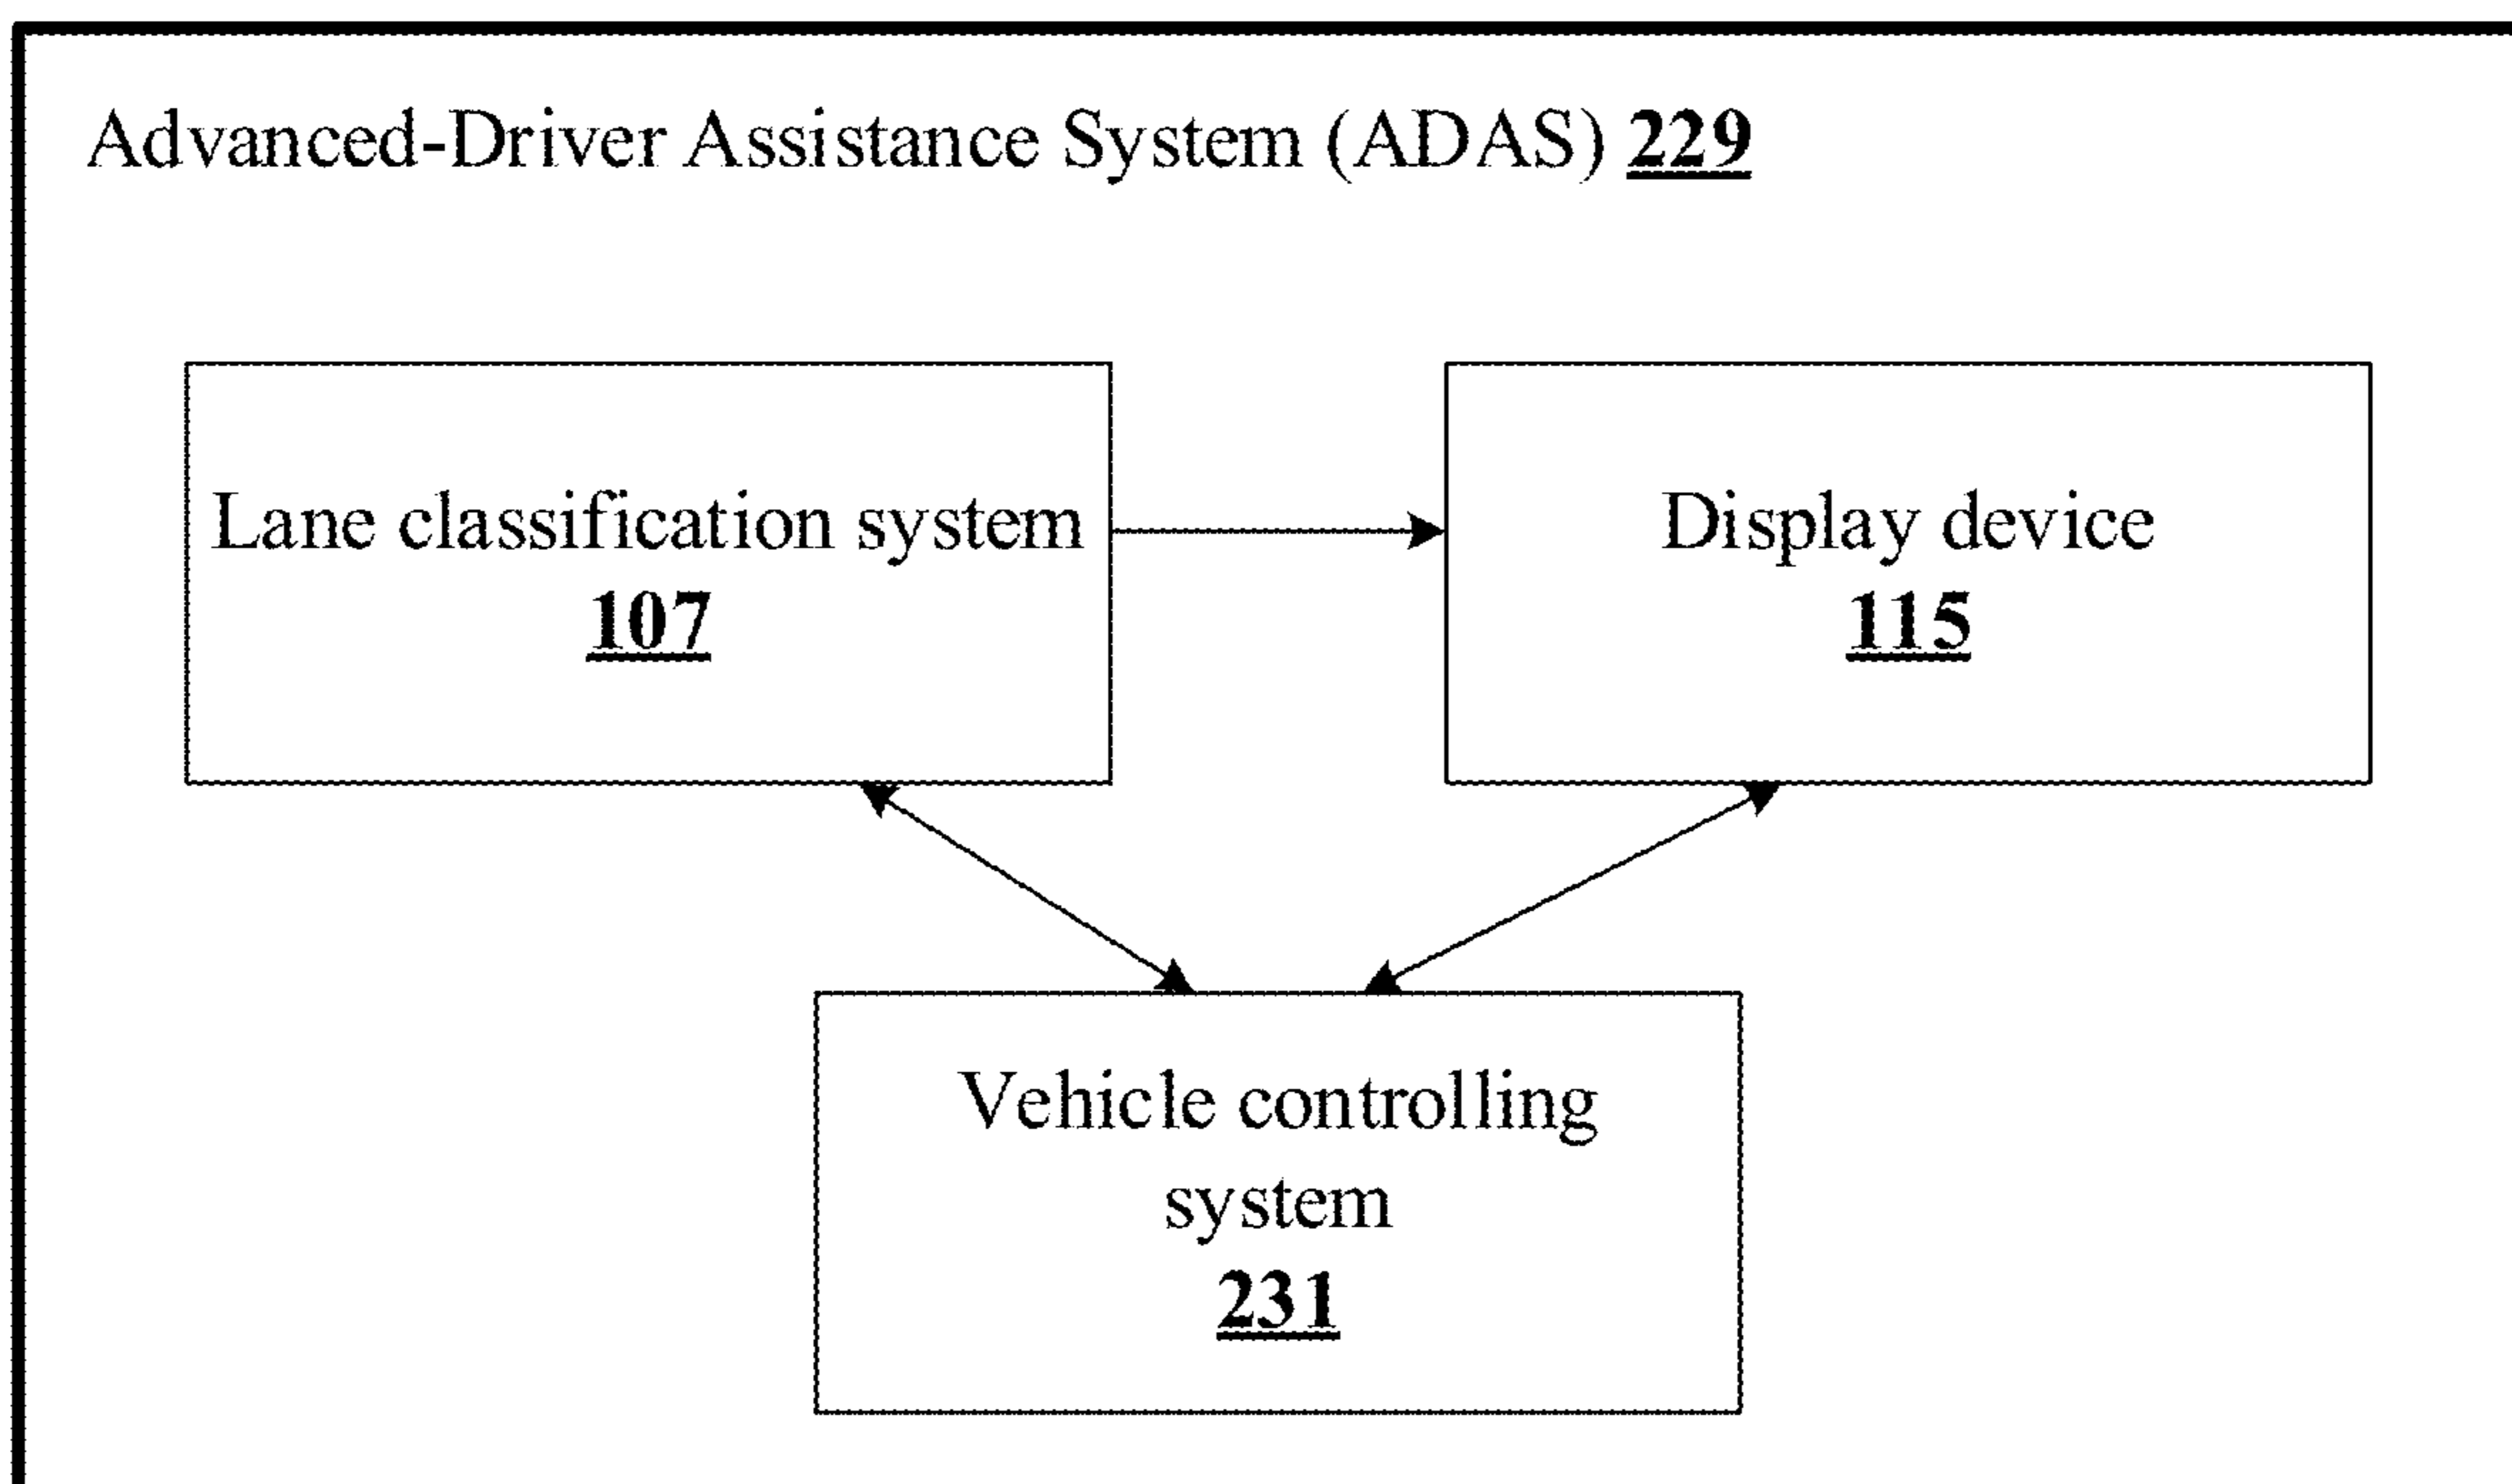 Advanced-Driver Assistance System (ADAS) 229
Lane classification system
107
Display device
115
Vehicle controlling
system
231